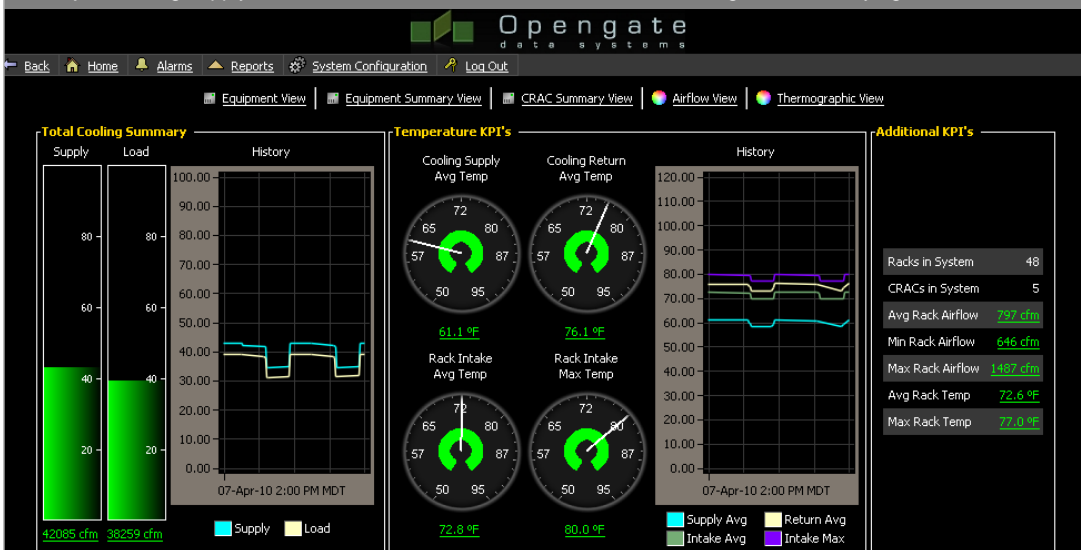 Opengate
data systems
Back Home Alarms Reports System Configuration Log Out
Equipment View Equipment Summary View CRAC Summary View Airflow View Thermographic View
Total Cooling Summary
Supply Load
80 80
60 60
40 40
20 20
42085 cfm 38259 cfm
History
100.00
90.00
80.00
70.00
60.00
50.00
40.00
30.00
20.00
10.00
0.00
07-Apr-10 2:00 PM MDT
Supply Load
Temperature KPI's
Cooling Supply
Avg Temp
50 57 65 72 80 87 95
61.1 ºF
Cooling Return
Avg Temp
50 57 65 72 80 87 95
76.1 ºF
Rack Intake
Avg Temp
50 57 65 72 80 87 95
72.8 ºF
Rack Intake
Max Temp
50 57 65 72 80 87 95
80.0 ºF
History
120.00
110.00
100.00
90.00
80.00
70.00
60.00
50.00
40.00
30.00
20.00
10.00
0.00
07-Apr-10 2:00 PM MDT
Supply Avg Return Avg
Intake Avg Intake Max
Additional KPI's
Racks in System 48
CRACs in System 5
Avg Rack Airflow 797 cfm
Min Rack Airflow 646 cfm
Max Rack Airflow 1487 cfm
Avg Rack Temp 72.6 ºF
Max Rack Temp 77.0 ºF